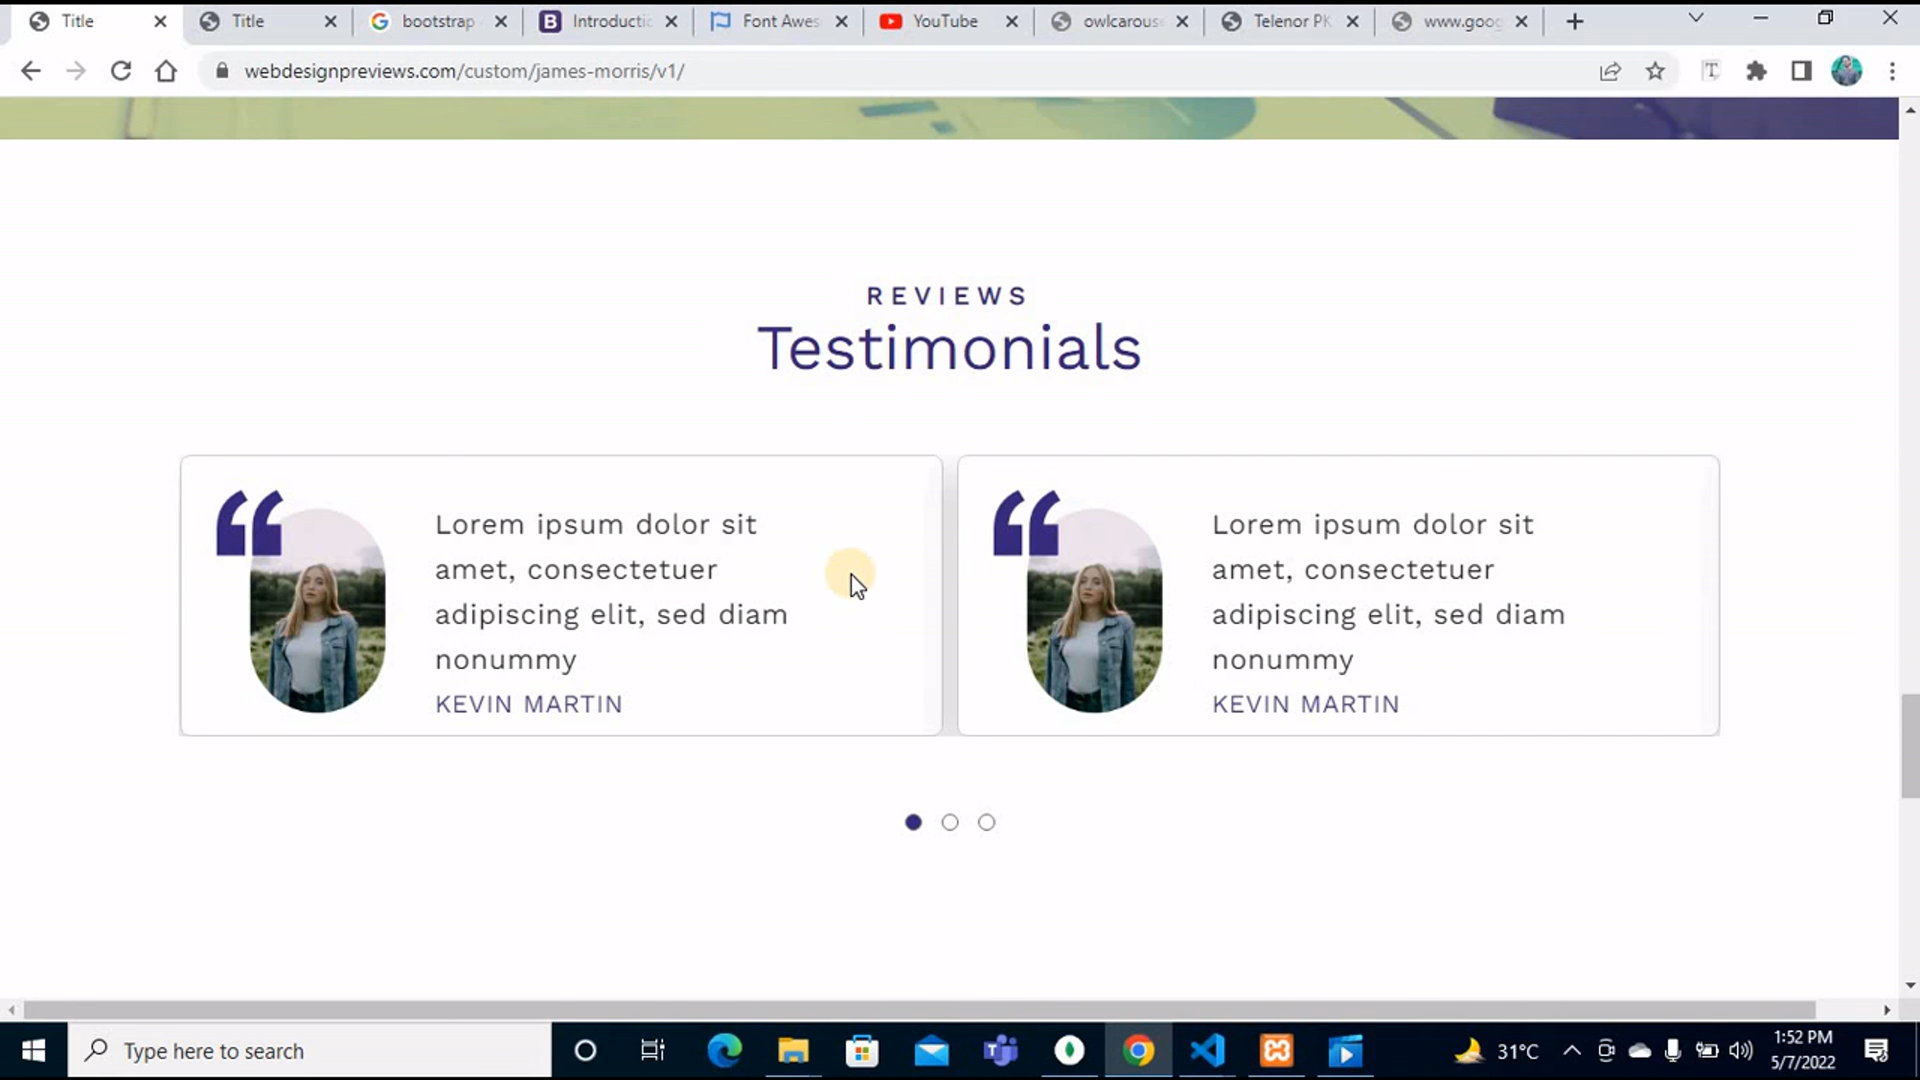 Title
Title
bootstrap
Introductio
Font Awes
YouTube
owlcarouse
Telenor PK
www.goog
webdesignpreviews.com/custom/james-morris/v1/
REVIEWS
Testimonials
Lorem ipsum dolor sit
amet, consectetuer
adipiscing elit, sed diam
nonummy
KEVIN MARTIN
Lorem ipsum dolor sit
amet, consectetuer
adipiscing elit, sed diam
nonummy
KEVIN MARTIN
Type here to search
31°C
1:52 PM
5/7/2022